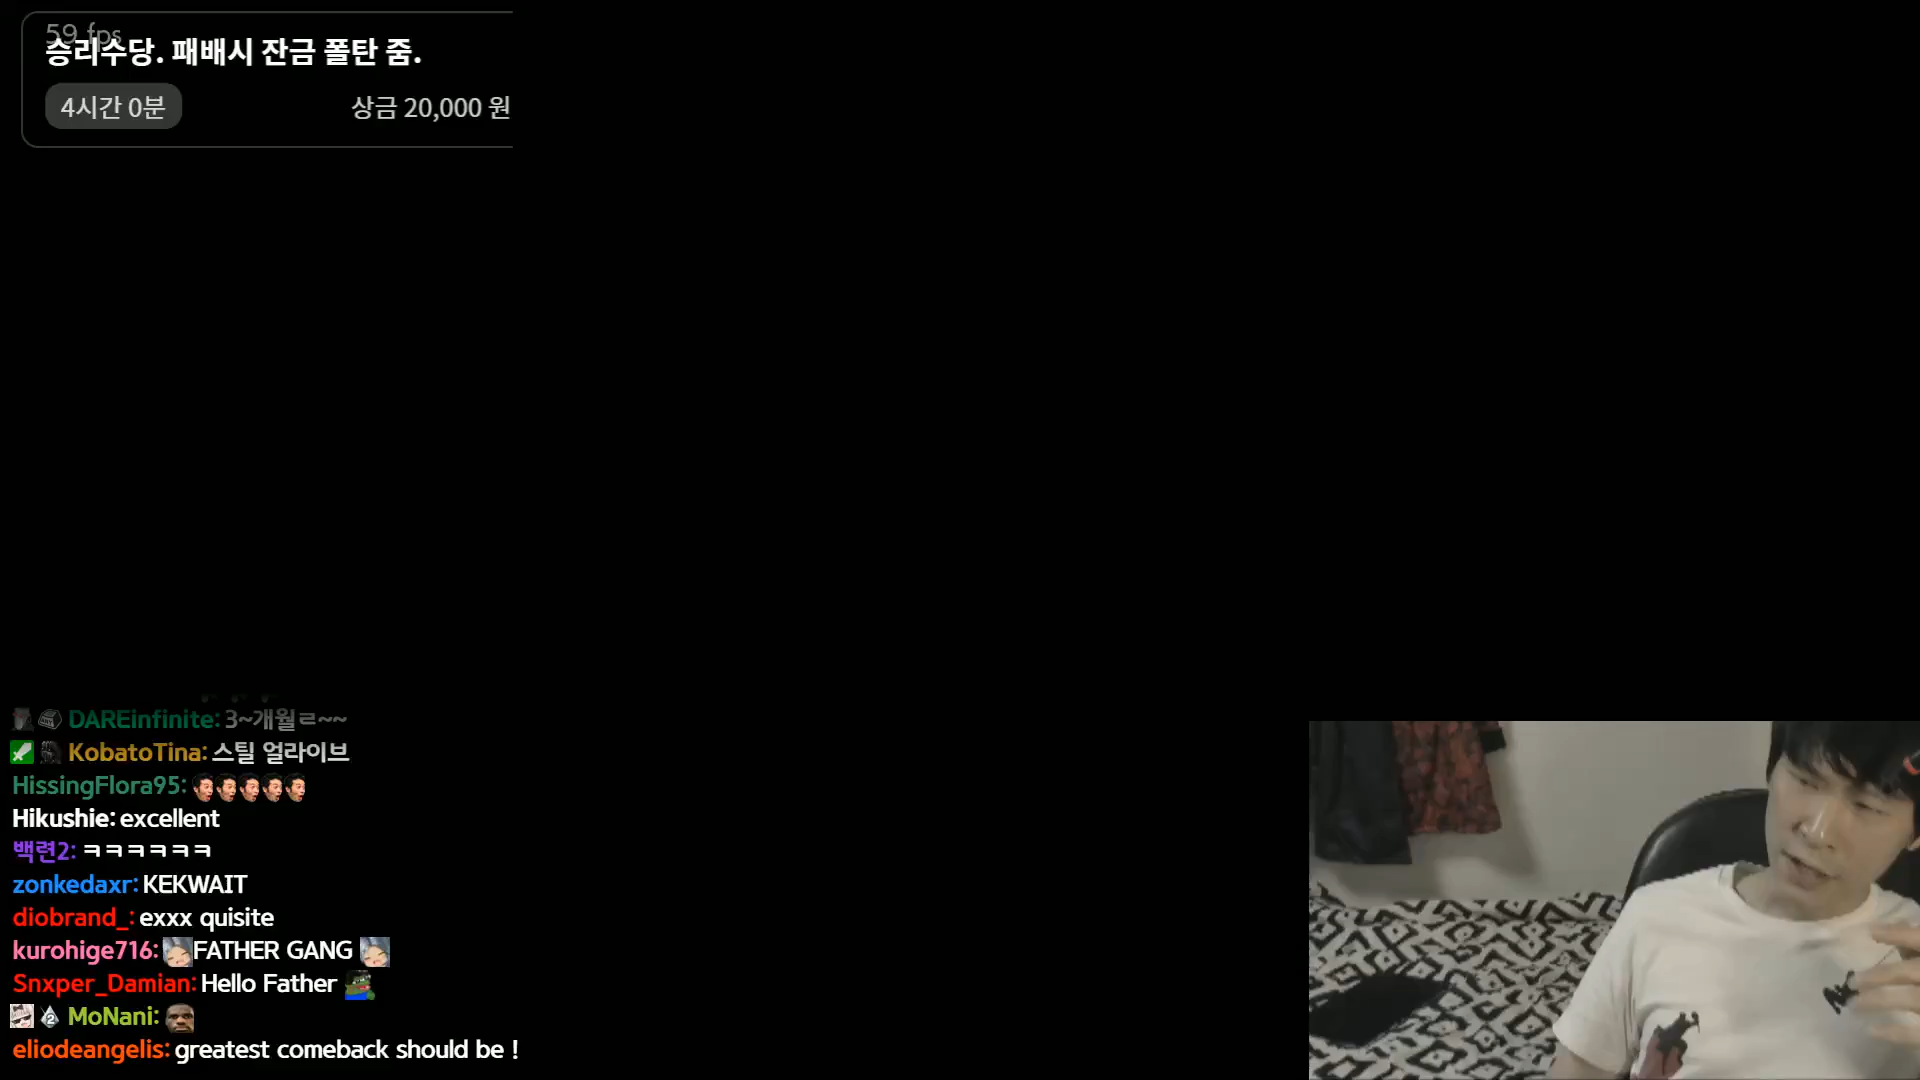 59 fps
승리수당. 패배시 잔금 폴탄 줌.
4시간 0분 상금 20,000 원
DAREinfinite: 3~개월ㄹ~~
KobatoTina: 스틸 얼라이브
HissingFlora95:
Hikushie: excellent
백련2: ㅋㅋㅋㅋㅋㅋ
zonkedaxr: KEKWAIT
diobrand_: exxx quisite
kurohige716: FATHER GANG
Snxper_Damian: Hello Father
2 MoNani:
eliodeangelis: greatest comeback should be !